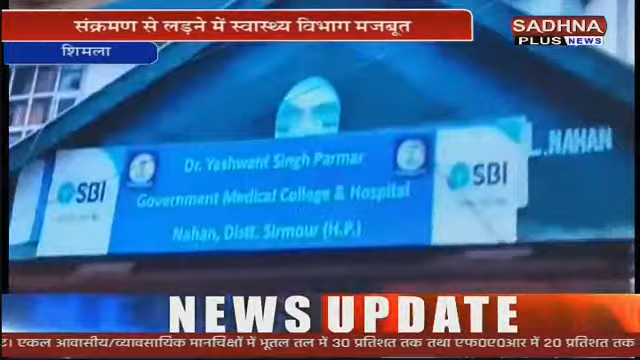 संक्रमण से लड़ने में स्वास्थ्य विभाग मजबूत
SADHNA
PLUS NEWS
शिमला
L.NAHAN
Dr. Yashwant Singh Parmar
SBI
SBI
Government Medical College & Hospital
Nahan, Distt. Sirmour (H.P.)
NEWS UPDATE
एकल आवासीय/व्यावसायिक मानचित्रों में भूतल तल में 30 प्रतिशत तक तथा एफ0ए0आर में 20 प्रतिशत तक